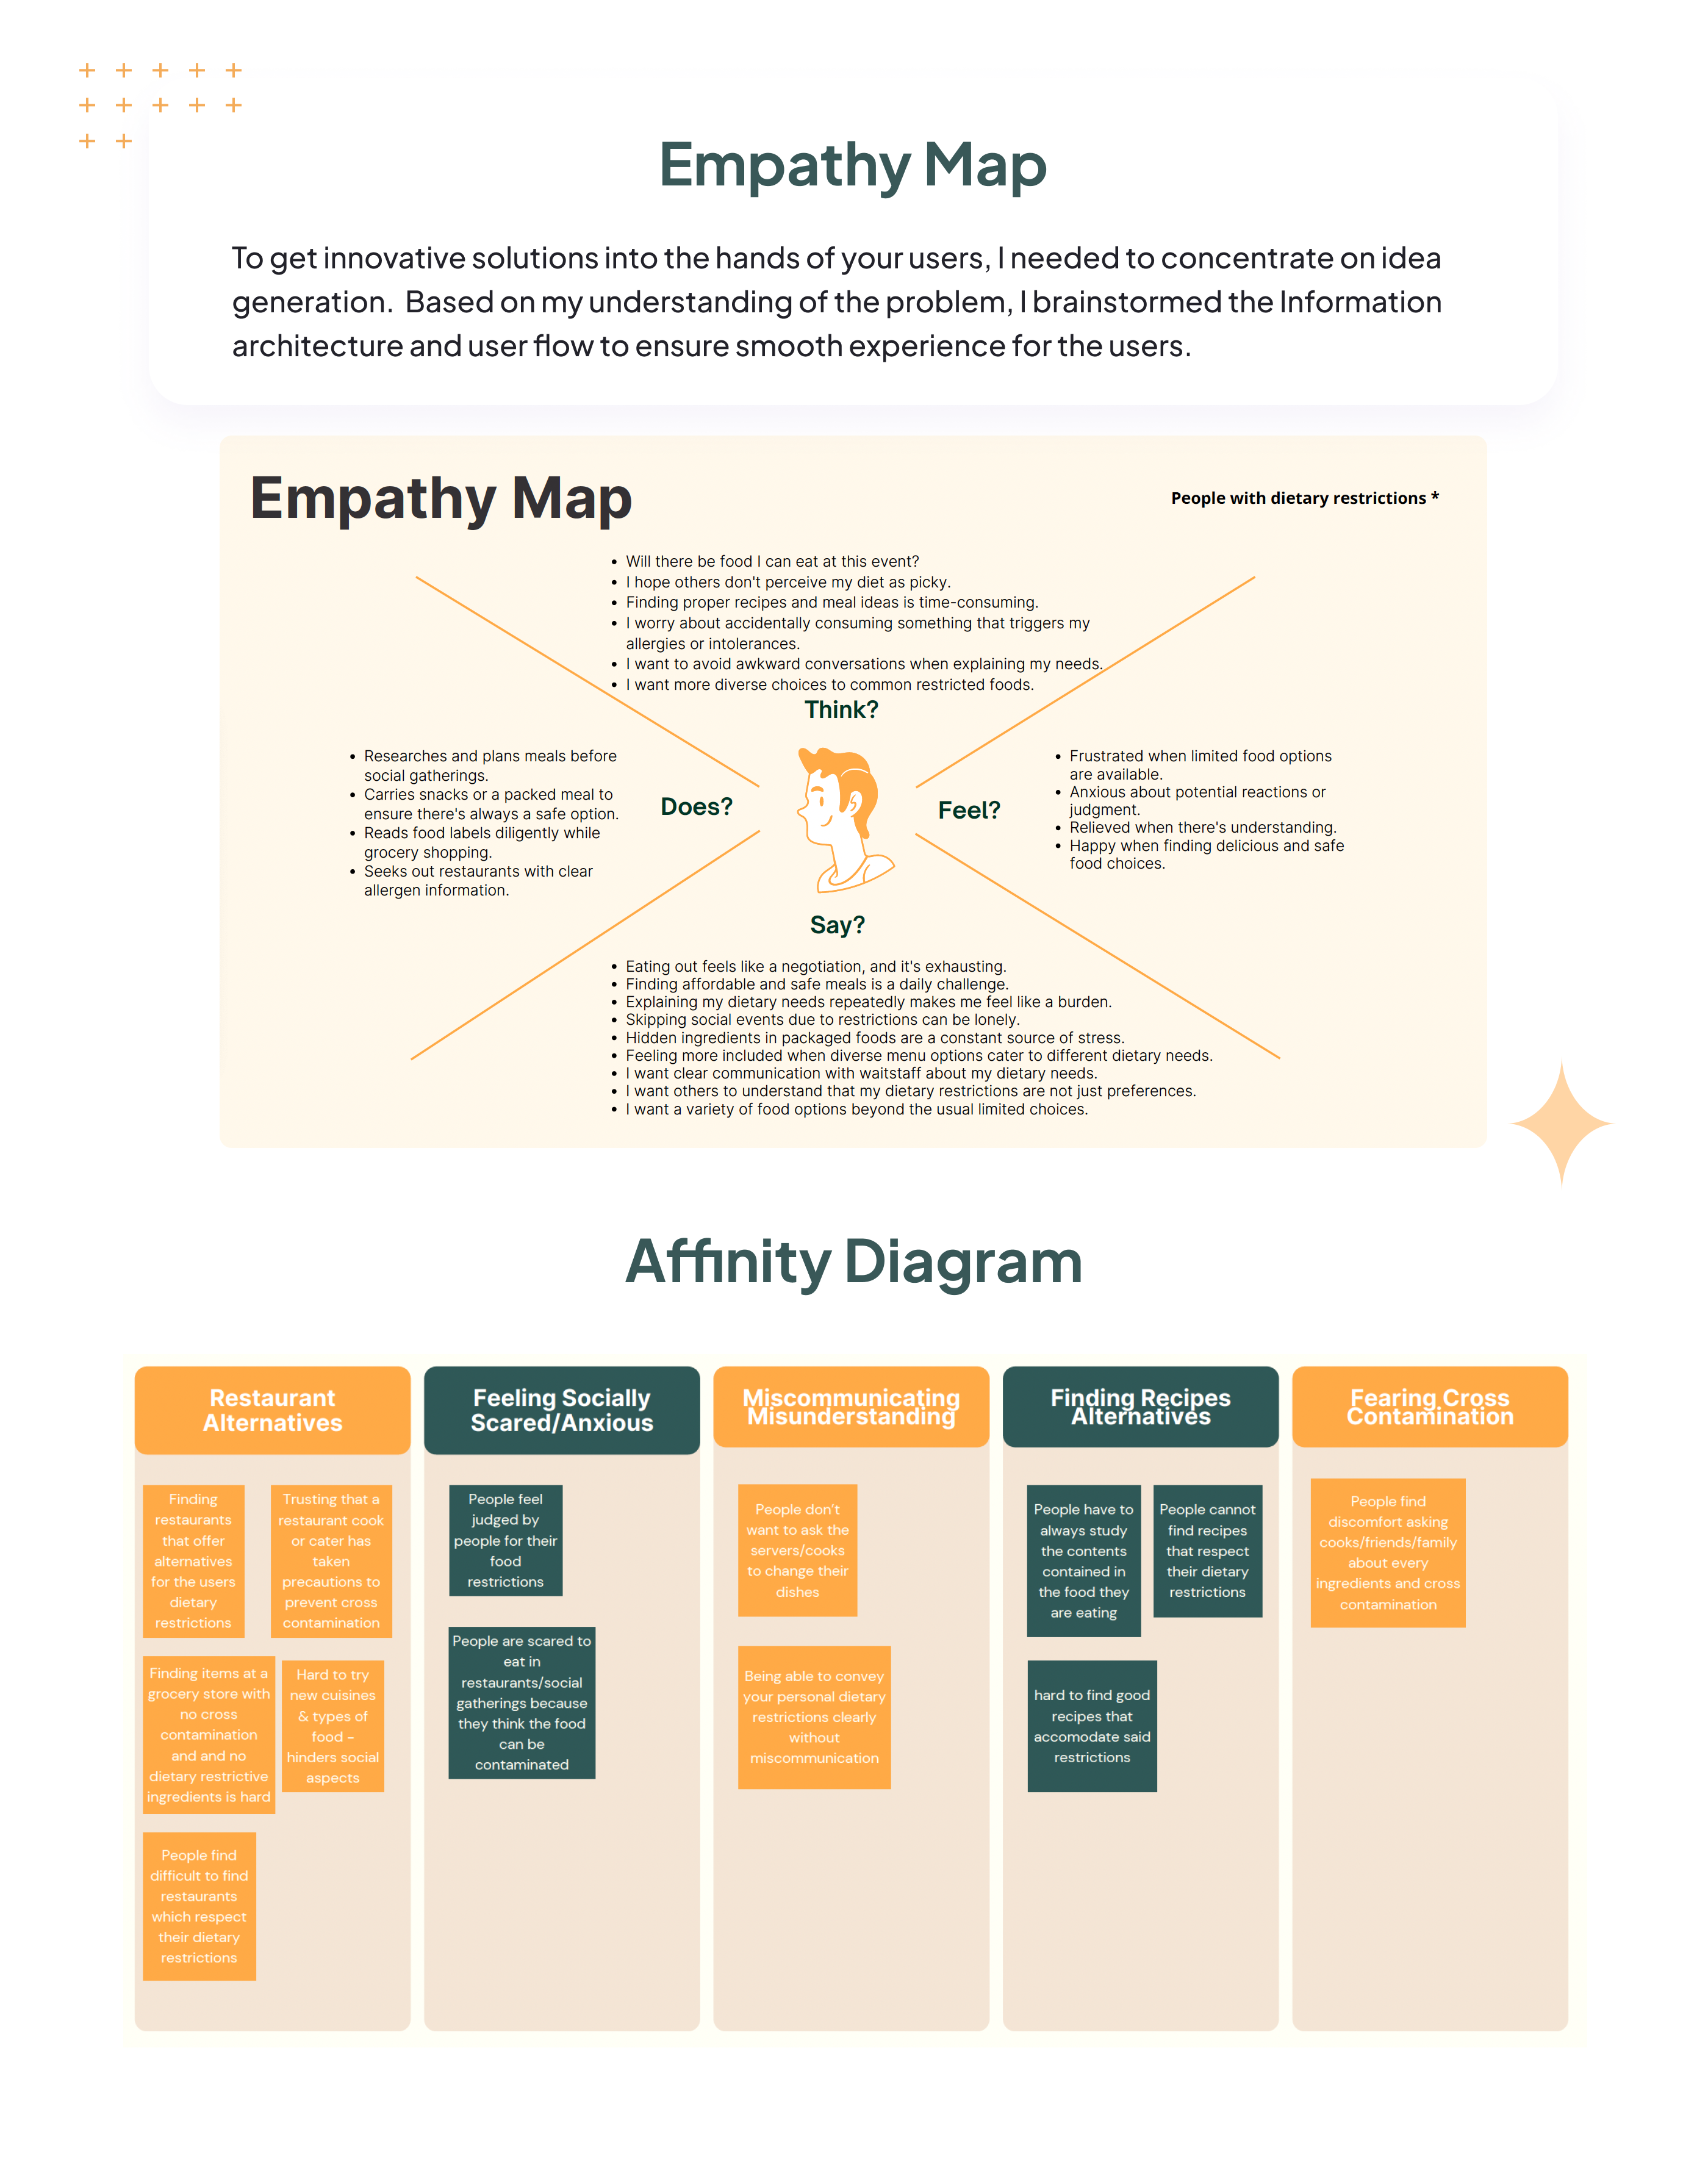 Empathy Map
To get innovative solutions into the hands of your users, I needed to concentrate on idea
generation.  Based on my understanding of the problem, I brainstormed the Information
architecture and user flow to ensure smooth experience for the users.
Empathy Map
People with dietary restrictions *
• Will there be food I can eat at this event?
• I hope others don't perceive my diet as picky.
• Finding proper recipes and meal ideas is time-consuming.
• I worry about accidentally consuming something that triggers my
allergies or intolerances.
• I want to avoid awkward conversations when explaining my needs.
• I want more diverse choices to common restricted foods.
Think?
• Researches and plans meals before
social gatherings.
• Carries snacks or a packed meal to
ensure there's always a safe option.
• Reads food labels diligently while
grocery shopping.
• Seeks out restaurants with clear
allergen information.
Does?
Feel?
• Frustrated when limited food options
are available.
• Anxious about potential reactions or
judgment.
• Relieved when there's understanding.
• Happy when finding delicious and safe
food choices.
Say?
• Eating out feels like a negotiation, and it's exhausting.
• Finding affordable and safe meals is a daily challenge.
• Explaining my dietary needs repeatedly makes me feel like a burden.
• Skipping social events due to restrictions can be lonely.
• Hidden ingredients in packaged foods are a constant source of stress.
• Feeling more included when diverse menu options cater to different dietary needs.
• I want clear communication with waitstaff about my dietary needs.
• I want others to understand that my dietary restrictions are not just preferences.
• I want a variety of food options beyond the usual limited choices.
Affinity Diagram
Restaurant
Alternatives
Finding
restaurants
that offer
alternatives
for the users
dietary
restrictions
Trusting that a
restaurant cook
or cater has
taken
precautions to
prevent cross
contamination
Finding items at a
grocery store with
no cross
contamination
and and no
dietary restrictive
ingredients is hard
Hard to try
new cuisines
& types of
food -
hinders social
aspects
People find
difficult to find
restaurants
which respect
their dietary
restrictions
Feeling Socially
Scared/Anxious
People feel
judged by
people for their
food
restrictions
People are scared to
eat in
restaurants/social
gatherings because
they think the food
can be
contaminated
Miscommunicating
Misunderstanding
People don't
want to ask the
servers/cooks
to change their
dishes
Being able to convey
your personal dietary
restrictions clearly
without
miscommunication
Finding Recipes
Alternatives
People have to
always study
the contents
contained in
the food they
are eating
People cannot
find recipes
that respect
their dietary
restrictions
hard to find good
recipes that
accomodate said
restrictions
Fearing Cross
Contamination
People find
discomfort asking
cooks/friends/family
about every
ingredients and cross
contamination